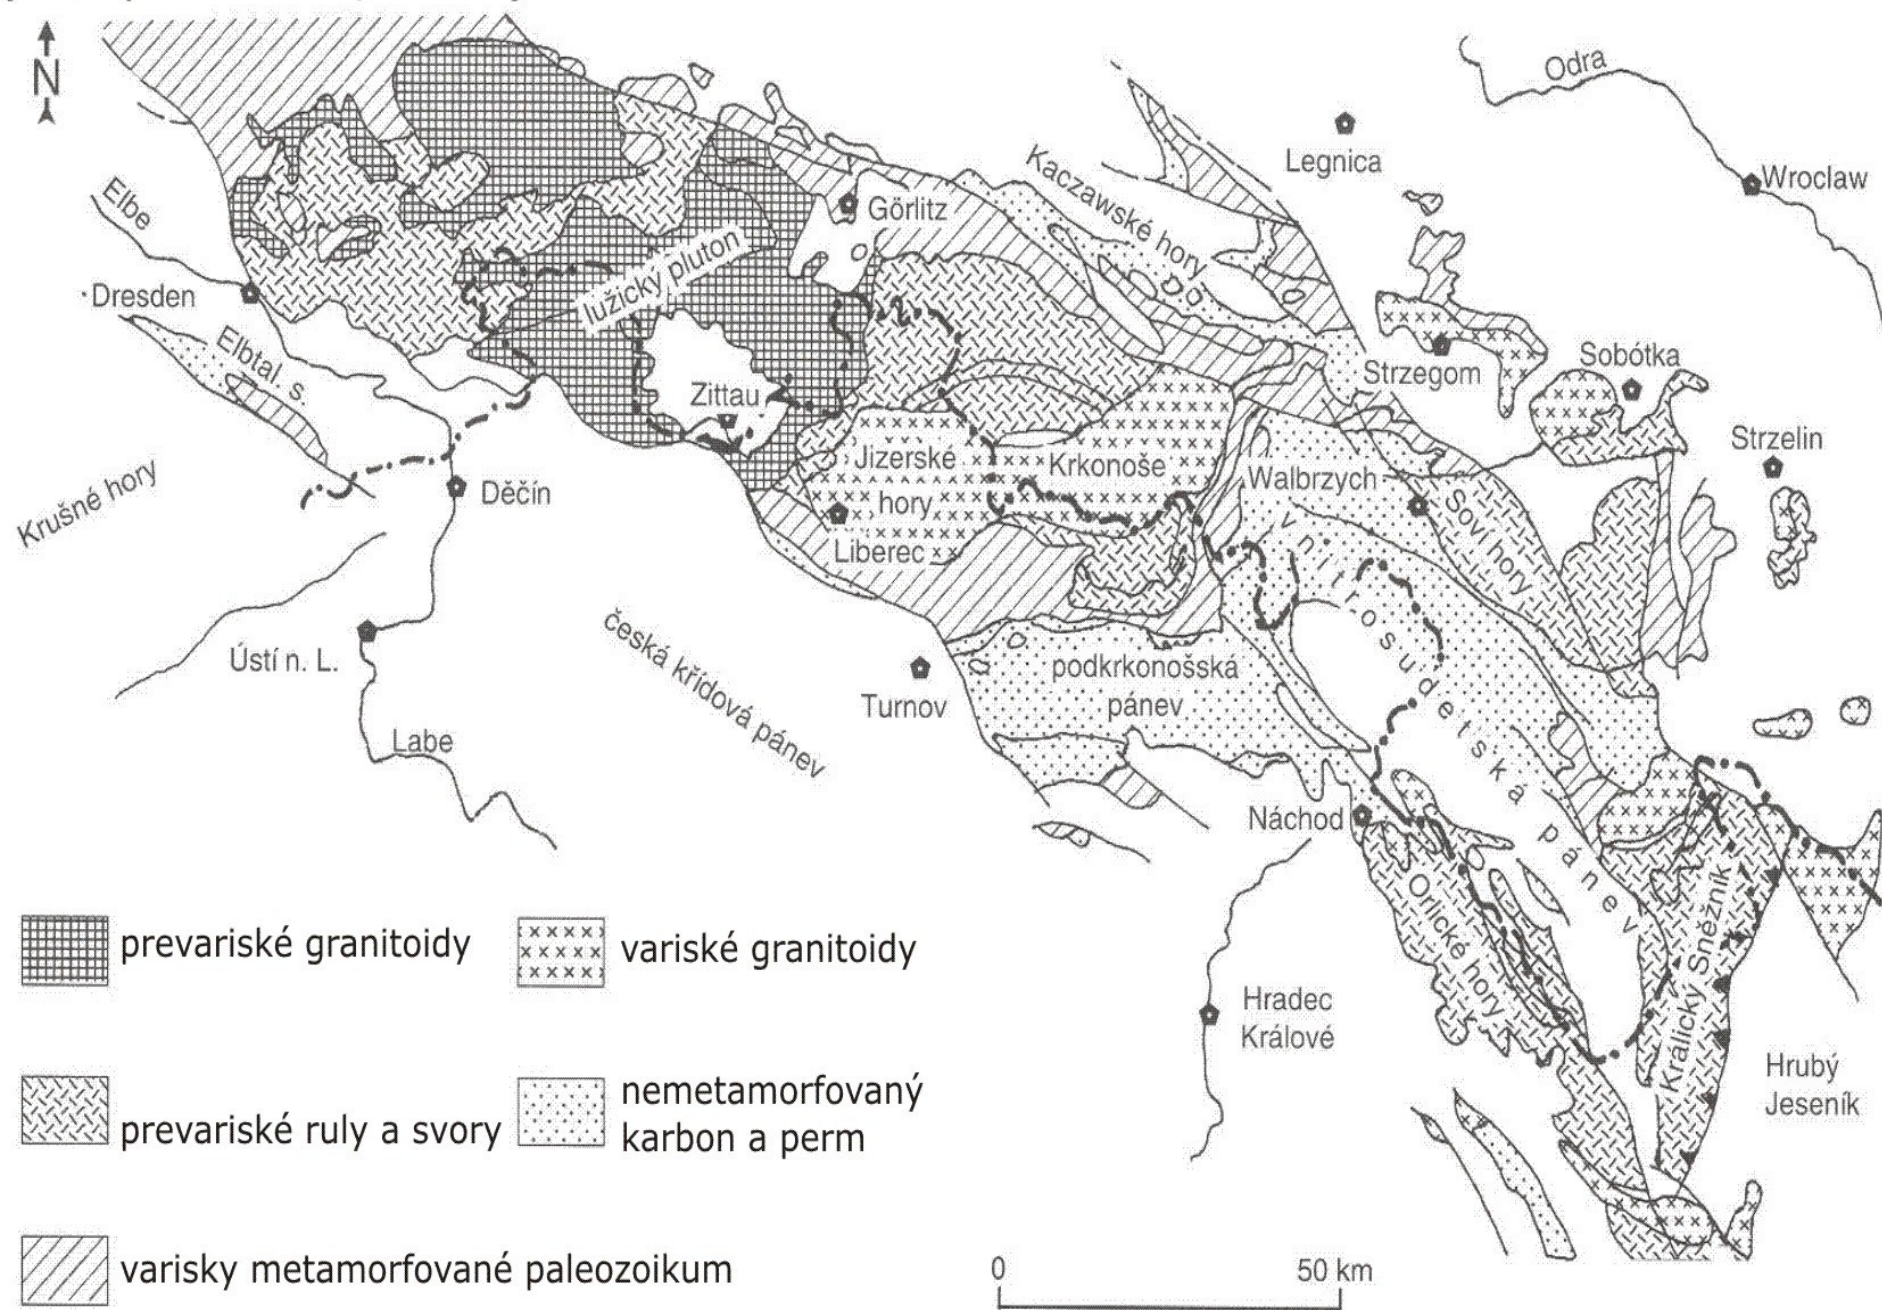 N
Odra
Legnica
Wroclaw
Kaczawské hory
Elbe
Görlitz
lužický pluton
Dresden
Elbtal s.
Strzegom
Sobótka
Zittau
Strzelin
Jizerské
hory
Krkonoše
Walbrzych
Krušné hory
Děčín
Liberec
Soví hory
vnitrosudetská pánev
Ústí n. L.
česká křídová pánev
Turnov
podkrkonošská
pánev
Labe
Náchod
Orlické hory
Králický Sněžník
Hradec
Králové
Hrubý
Jeseník
prevariské granitoidy
variské granitoidy
prevariské ruly a svory
nemetamorfovaný
karbon a perm
varisky metamorfované paleozoikum
0
50 km